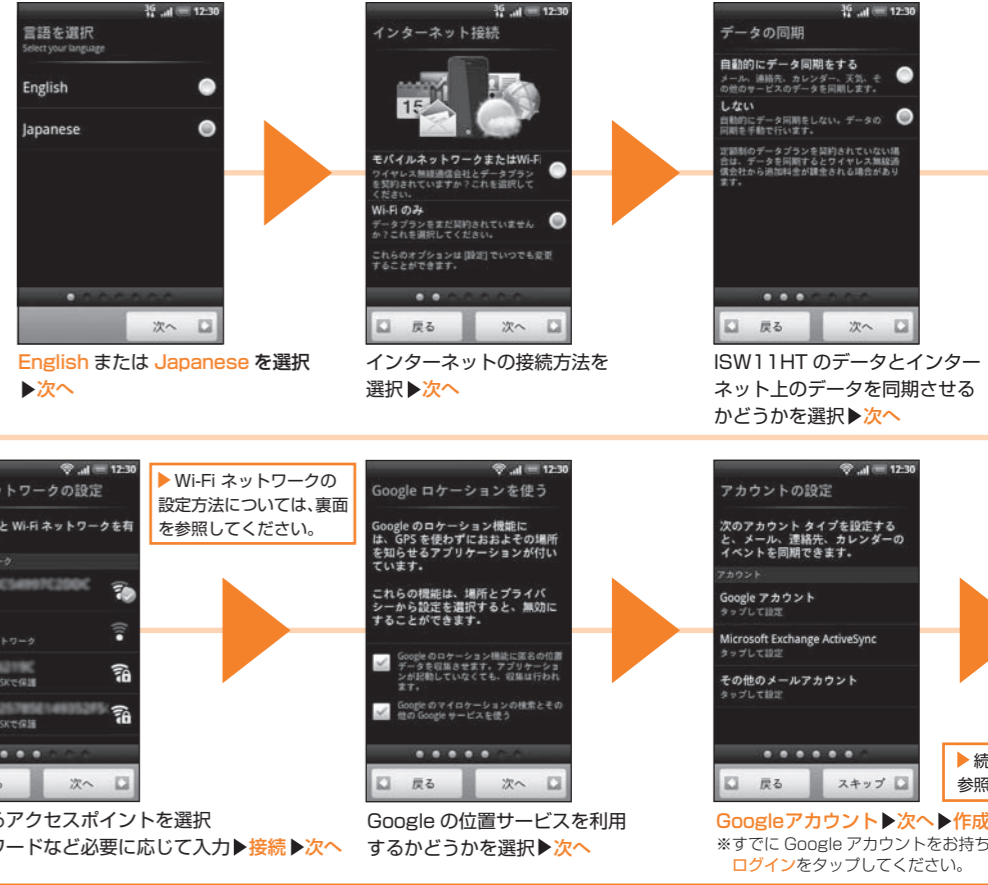 12:30
言語を選択
Select your language
English
Japanese
次へ
English または Japanese を選択
▶次へ
12:30
インターネット接続
15
モバイルネットワークまたはWi-Fi
ワイヤレス無線通信会社とデータプラン
を契約されていますか？これを選択して
ください。
Wi-Fi のみ
データプランをまだ契約されていません
か？これを選択してください。
これらのオプションは [設定] でいつでも変更
することができます。
戻る 次へ
インターネットの接続方法を
選択▶次へ
12:30
データの同期
自動的にデータ同期をする
メール、連絡先、カレンダー、天気、そ
の他のサービスのデータを同期します。
しない
自動的にデータ同期をしない。データの
同期を手動で行います。
定額制のデータプランを契約されていない場
合は、データを同期するとワイヤレス無線通
信会社から追加料金が課金される場合があり
ます。
戻る 次へ
ISW11HT のデータとインター
ネット上のデータを同期させる
かどうかを選択▶次へ
12:30
トワークの設定
と Wi-Fi ネットワークを有
ーク
トワーク
SKで保護
SKで保護
次へ
▶Wi-Fi ネットワークの
設定方法については、裏面
を参照してください。
るアクセスポイントを選択
ワードなど必要に応じて入力▶接続▶次へ
12:30
Google ロケーションを使う
Google のロケーション機能に
は、GPS を使わずにおおよその場所
を知らせるアプリケーションが付い
ています。
これらの機能は、場所とプライバ
シーから設定を選択すると、無効に
することができます。
Google のロケーション機能に匿名の位置
データを収集させます。アプリケーショ
ンが起動していなくても、収集は行われ
ます。
Google のマイロケーションの検索とその
他の Google サービスを使う
戻る 次へ
Google の位置サービスを利用
するかどうかを選択▶次へ
12:30
アカウントの設定
次のアカウント タイプを設定する
と、メール、連絡先、カレンダーの
イベントを同期できます。
アカウント
Google アカウント
タップして設定
Microsoft Exchange ActiveSync
タップして設定
その他のメールアカウント
タップして設定
戻る スキップ
▶続
参照
Googleアカウント▶次へ▶作成
※すでに Google アカウントをお持ち
ログインをタップしてください。